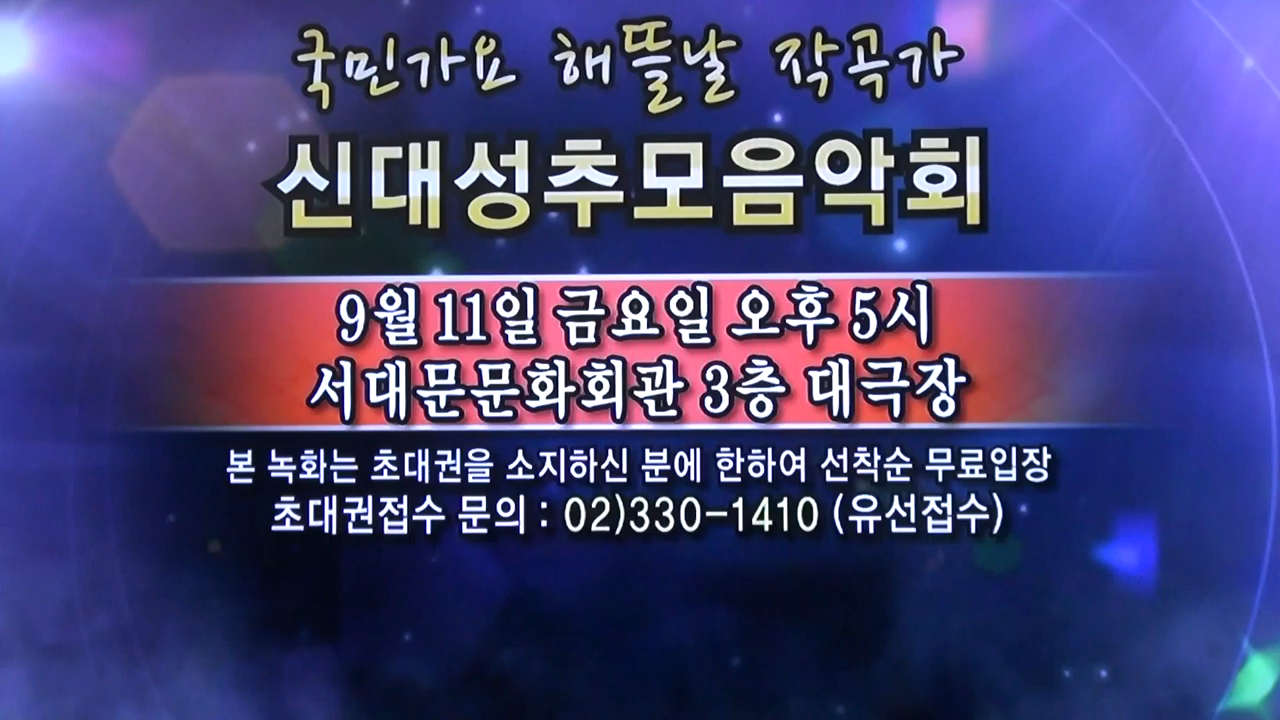 국민가요 해뜰날 작곡가
신대성추모음악회
9월 11일 금요일 오후 5시
서대문문화회관 3층 대극장
본 녹화는 초대권을 소지하신 분에 한하여 선착순 무료입장
초대권접수 문의 : 02)330-1410 (유선접수)